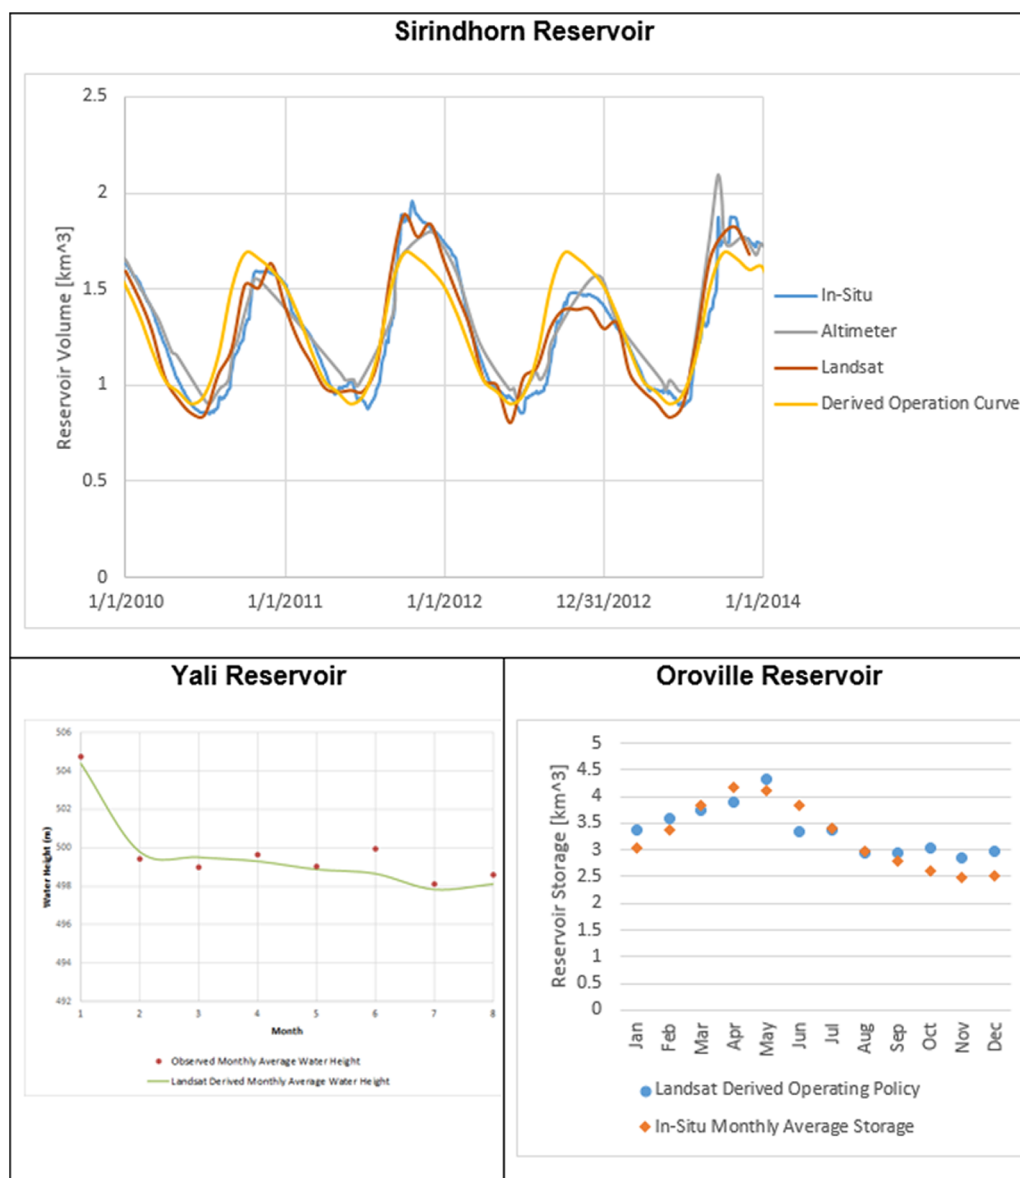 Sirindhorn Reservoir
Reservoir Volume [km^3]
2.5
2
1.5
1
0.5
0
1/1/2010
1/1/2011
1/1/2012
12/31/2012
1/1/2014
In-Situ
Altimeter
Landsat
Derived Operation Curve
Yali Reservoir
Water Height (m)
506
504
502
500
498
496
494
492
1 2 3 4 5 6 7 8
Month
Observed Monthly Average Water Height
Landsat Derived Monthly Average Water Height
Oroville Reservoir
Reservoir Storage [km^3]
5
4.5
4
3.5
3
2.5
2
1.5
1
0.5
0
Jan Feb Mar Apr May Jun Jul Aug Sep Oct Nov Dec
Landsat Derived Operating Policy
In-Situ Monthly Average Storage